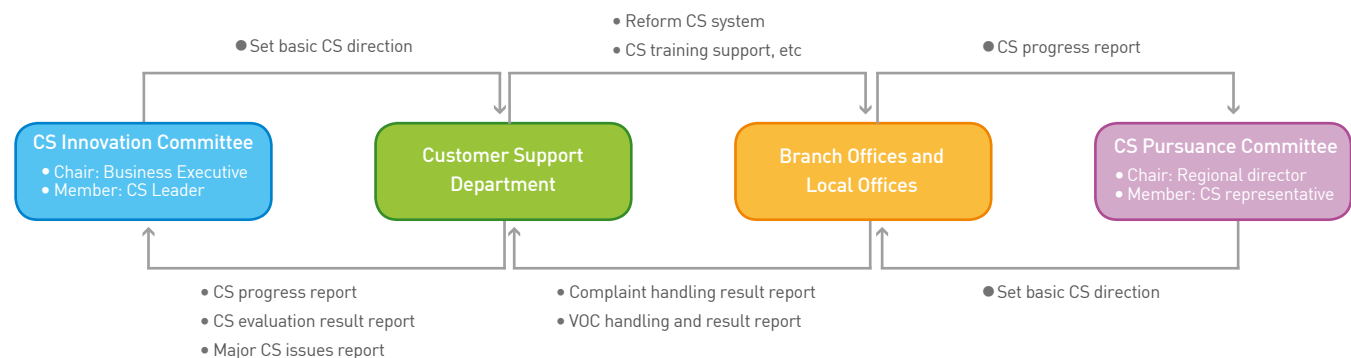 • Reform CS system
● Set basic CS direction
• CS training support, etc
● CS progress report
CS Innovation Committee
• Chair: Business Executive
• Member: CS Leader
Customer Support
Department
Branch Offices and
Local Offices
CS Pursuance Committee
• Chair: Regional director
• Member: CS representative
• CS progress report
• CS evaluation result report
• Major CS issues report
• Complaint handling result report
• VOC handling and result report
● Set basic CS direction